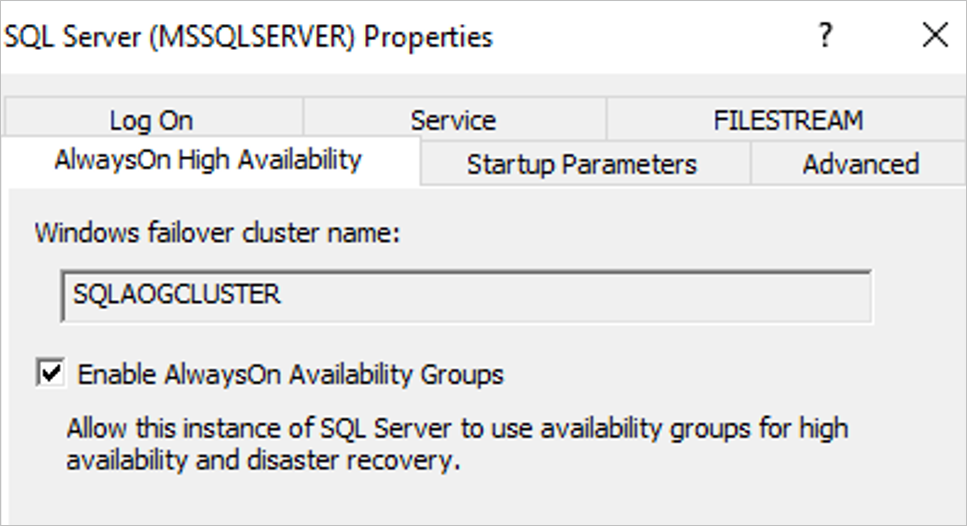 SQL Server (MSSQLSERVER) Properties
?
Log On
Service
FILESTREAM
AlwaysOn High Availability
Startup Parameters
Advanced
Windows failover cluster name:
SQLAOGCLUSTER
Enable AlwaysOn Availability Groups
Allow this instance of SQL Server to use availability groups for high
availability and disaster recovery.